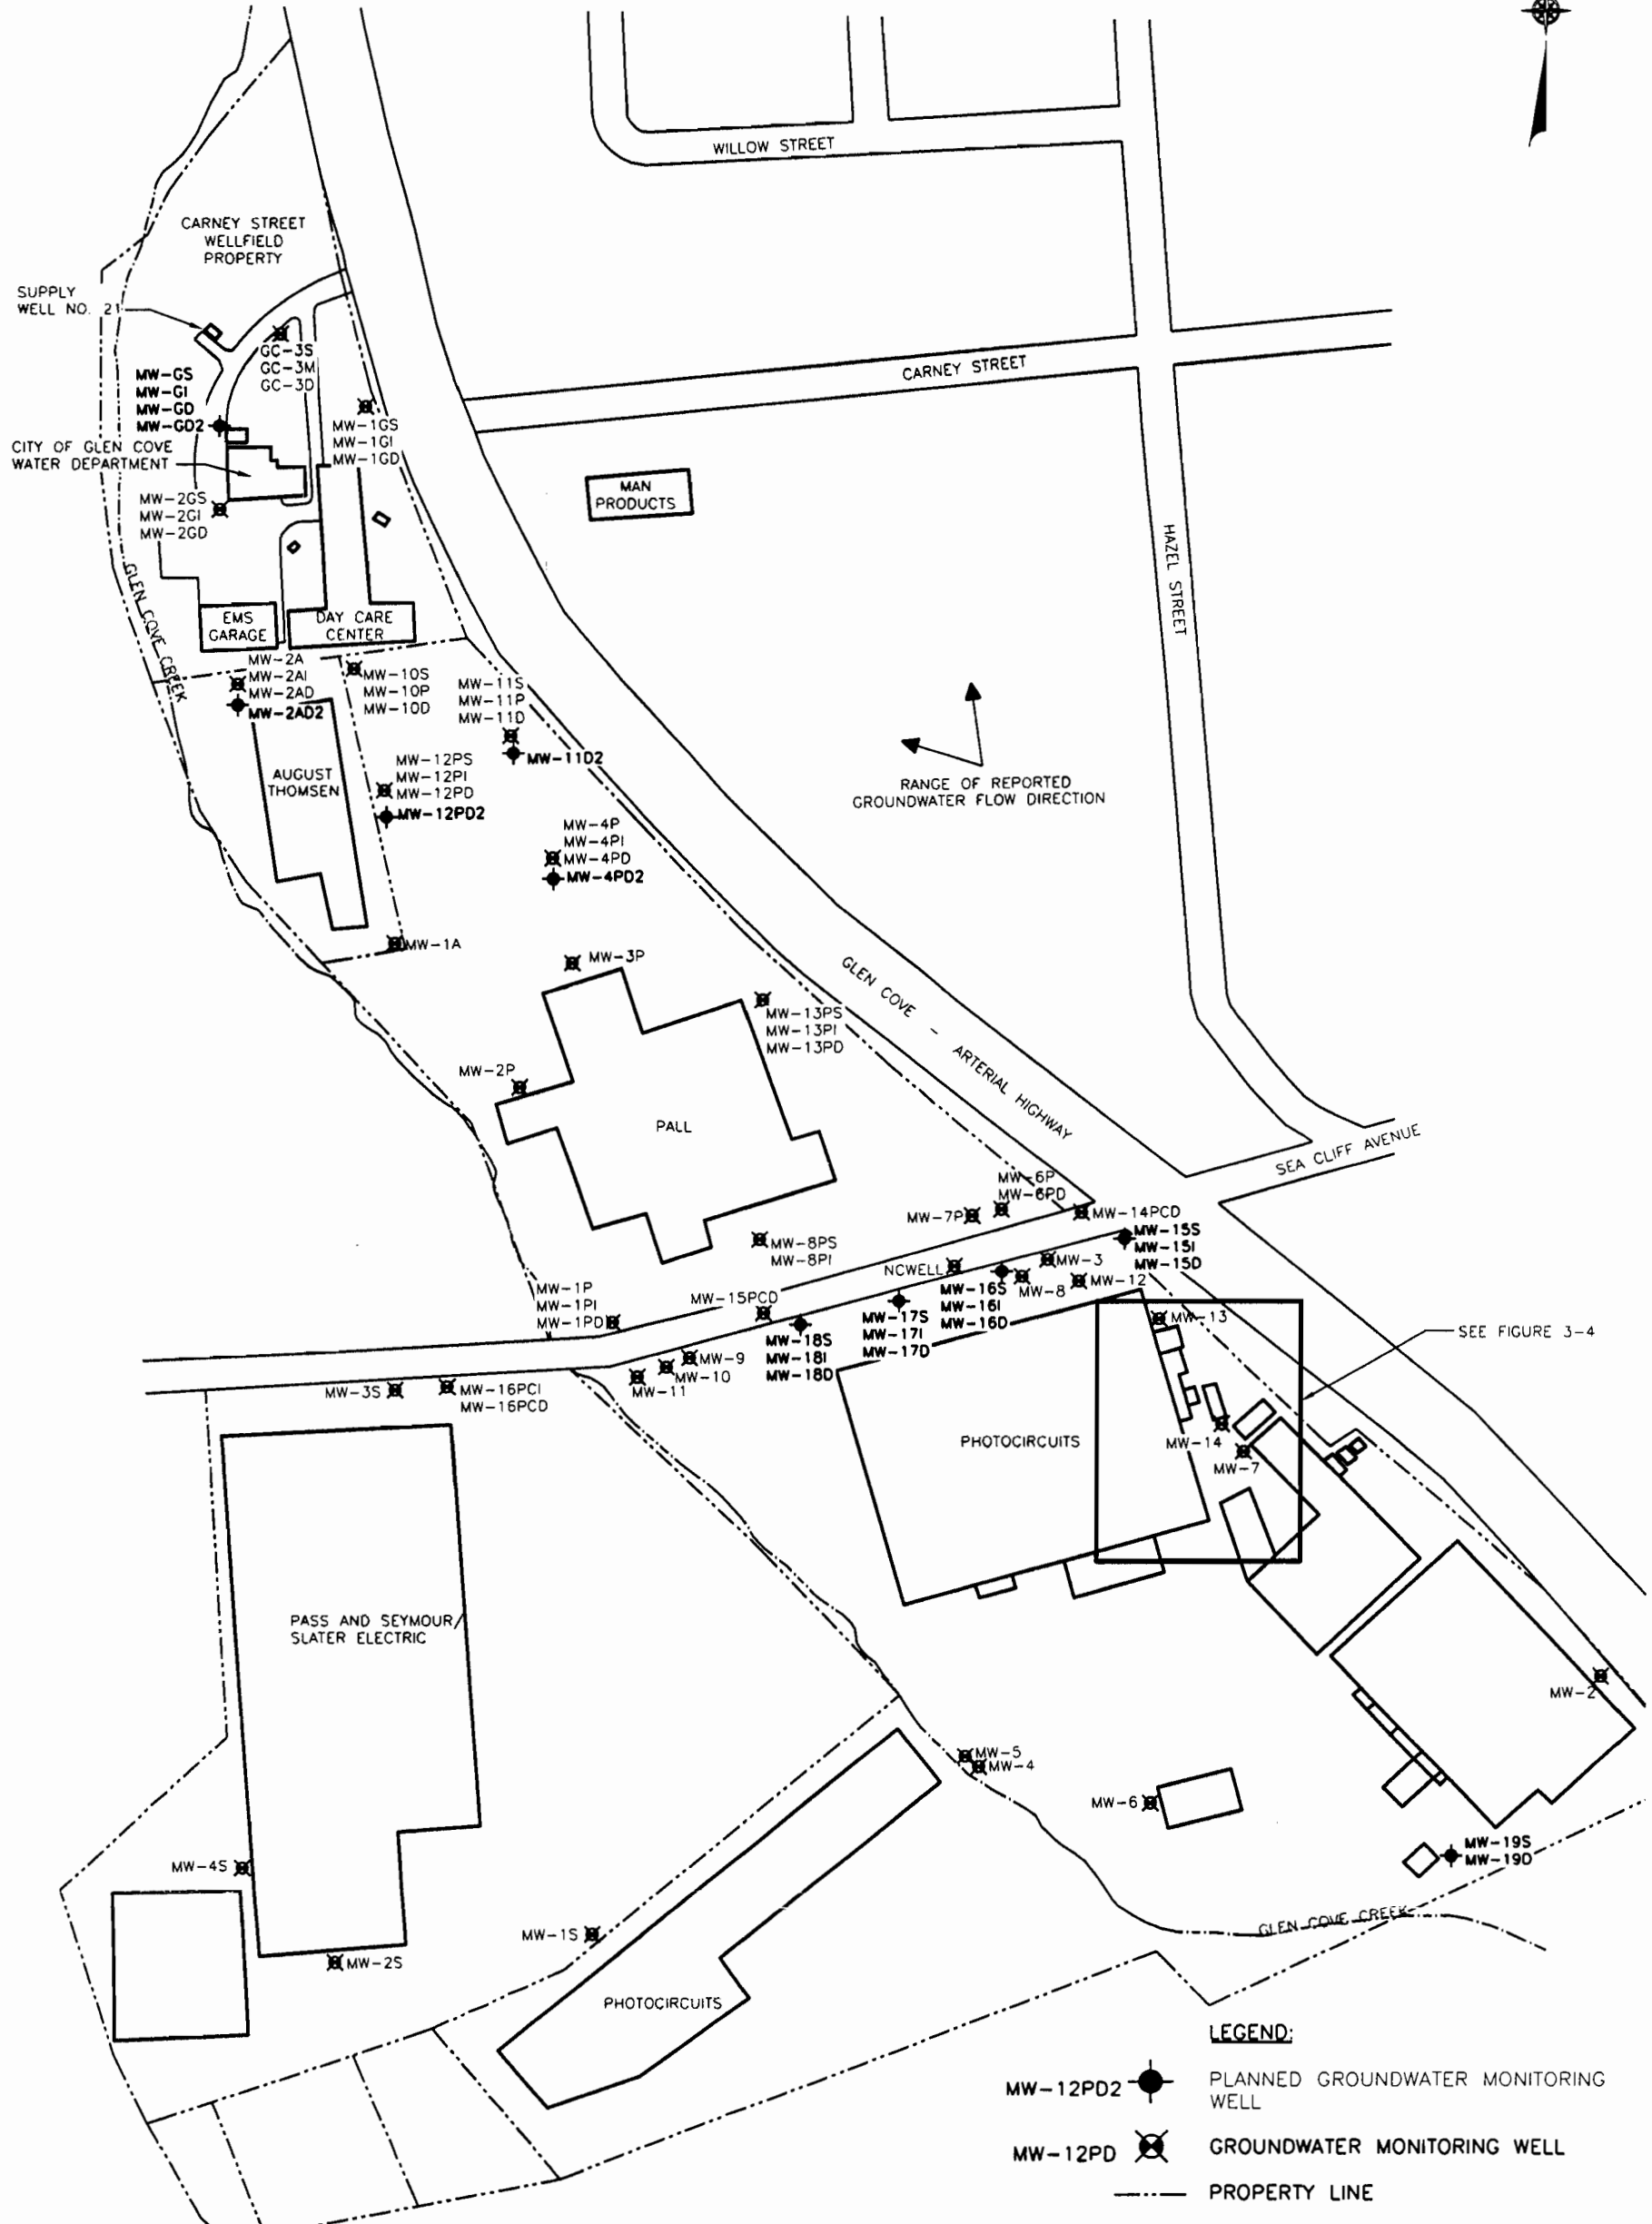 WILLOW STREET
CARNEY STREET
WELLFIELD
PROPERTY
SUPPLY
WELL NO. 21
GC-3S
GC-3M
GC-3D
MW-GS
MW-GI
MW-GD
MW-GD2
CARNEY STREET
MW-1GS
MW-1GI
MW-1GD
CITY OF GLEN COVE
WATER DEPARTMENT
MAN
PRODUCTS
MW-2GS
MW-2GI
MW-2GD
HAZEL STREET
GLEN COVE CREEK
EMS
GARAGE
DAY CARE
CENTER
MW-2A
MW-2AI
MW-2AD
MW-2AD2
MW-10S
MW-10P
MW-10D
MW-11S
MW-11P
MW-11D
MW-11D2
MW-12PS
MW-12PI
MW-12PD
MW-12PD2
AUGUST
THOMSEN
RANGE OF REPORTED
GROUNDWATER FLOW DIRECTION
MW-4P
MW-4PI
MW-4PD
MW-4PD2
MW-1A
MW-3P
GLEN COVE - ARTERIAL HIGHWAY
MW-13PS
MW-13PI
MW-13PD
MW-2P
PALL
SEA CLIFF AVENUE
MW-6P
MW-6PD
MW-7P
MW-14PCD
MW-15S
MW-15I
MW-15D
MW-8PS
MW-8PI
NCWELL
MW-3
MW-8
MW-12
MW-16S
MW-16I
MW-16D
MW-1P
MW-1PI
MW-1PD
MW-15PCD
MW-17S
MW-17I
MW-17D
MW-13
MW-18S
MW-18I
MW-18D
SEE FIGURE 3-4
MW-9
MW-10
MW-11
MW-3S
MW-16PCI
MW-16PCD
PHOTOCIRCUITS
MW-14
MW-7
PASS AND SEYMOUR/
SLATER ELECTRIC
MW-2
MW-5
MW-4
MW-6
MW-19S
MW-19D
MW-4S
GLEN COVE CREEK
MW-1S
MW-2S
PHOTOCIRCUITS
LEGEND:
MW-12PD2
PLANNED GROUNDWATER MONITORING
WELL
MW-12PD
GROUNDWATER MONITORING WELL
PROPERTY LINE